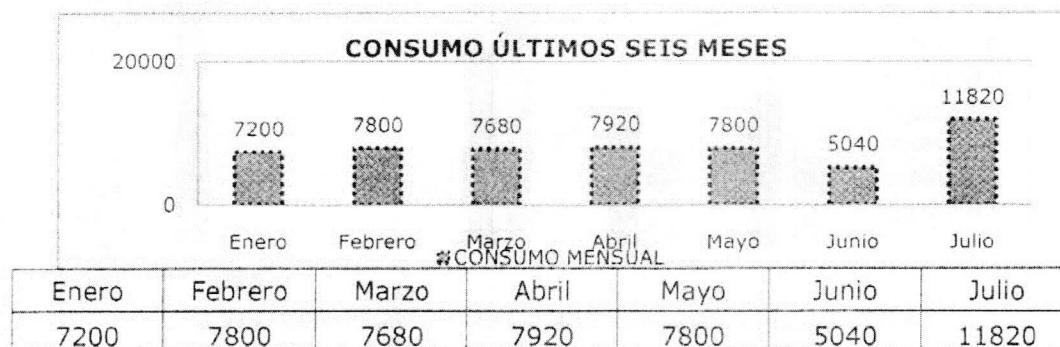 CONSUMO ÚLTIMOS SEIS MESES
20000
11820
7200 7800 7680 7920 7800 5040
0
Enero Febrero Marzo Abril Mayo Junio Julio
CONSUMO MENSUAL
Enero Febrero Marzo Abril Mayo Junio Julio
7200 7800 7680 7920 7800 5040 11820